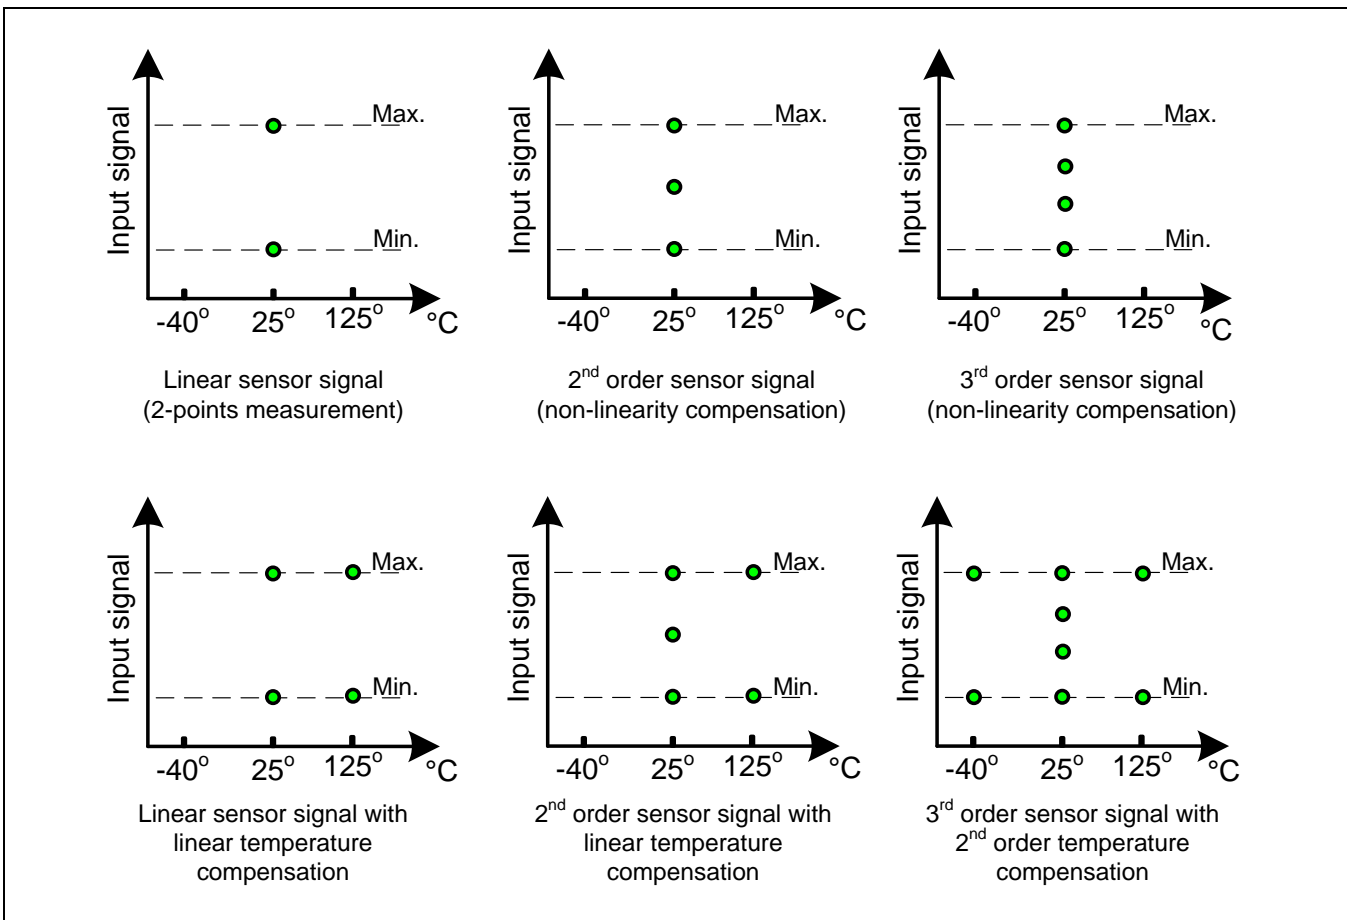 Input signal
Max.
Min.
-40° 25° 125° °C
Linear sensor signal
(2-points measurement)
Input signal
Max.
Min.
-40° 25° 125° °C
2nd order sensor signal
(non-linearity compensation)
Input signal
Max.
Min.
-40° 25° 125° °C
3rd order sensor signal
(non-linearity compensation)
Input signal
Max.
Min.
-40° 25° 125° °C
Linear sensor signal with
linear temperature
compensation
Input signal
Max.
Min.
-40° 25° 125° °C
2nd order sensor signal with
linear temperature
compensation
Input signal
Max.
Min.
-40° 25° 125° °C
3rd order sensor signal with
2nd order temperature
compensation